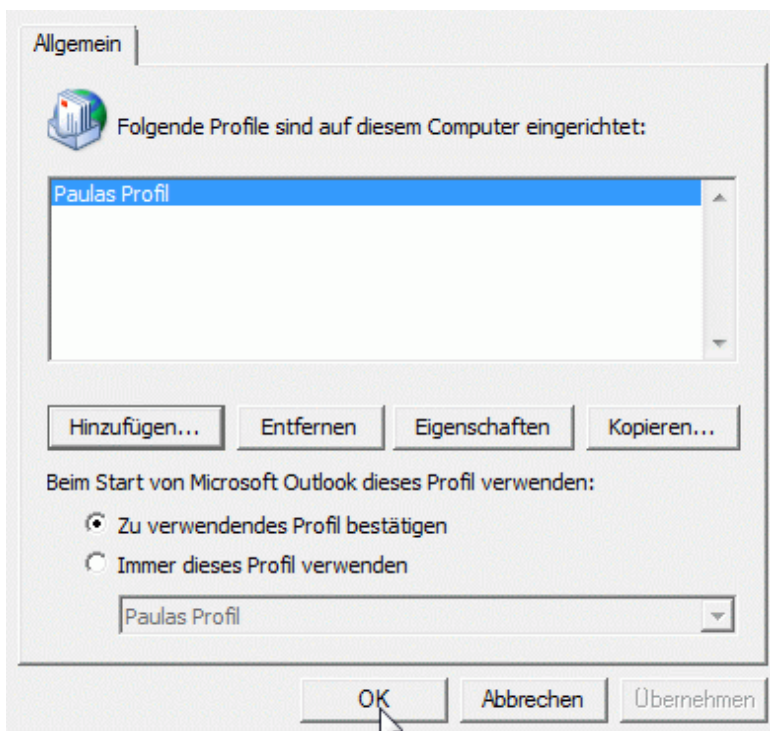 Allgemein
Folgende Profile sind auf diesem Computer eingerichtet:
Paulas Profil
Hinzufügen... Entfernen Eigenschaften Kopieren...
Beim Start von Microsoft Outlook dieses Profil verwenden:
Zu verwendendes Profil bestätigen
Immer dieses Profil verwenden
Paulas Profil
OK Abbrechen Übernehmen